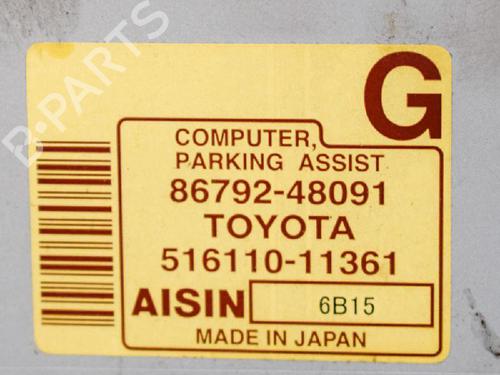 G
COMPUTER,
PARKING ASSIST
86792-48091
TOYOTA
516110-11361
AISIN 6B15
MADE IN JAPAN
B-PARTS